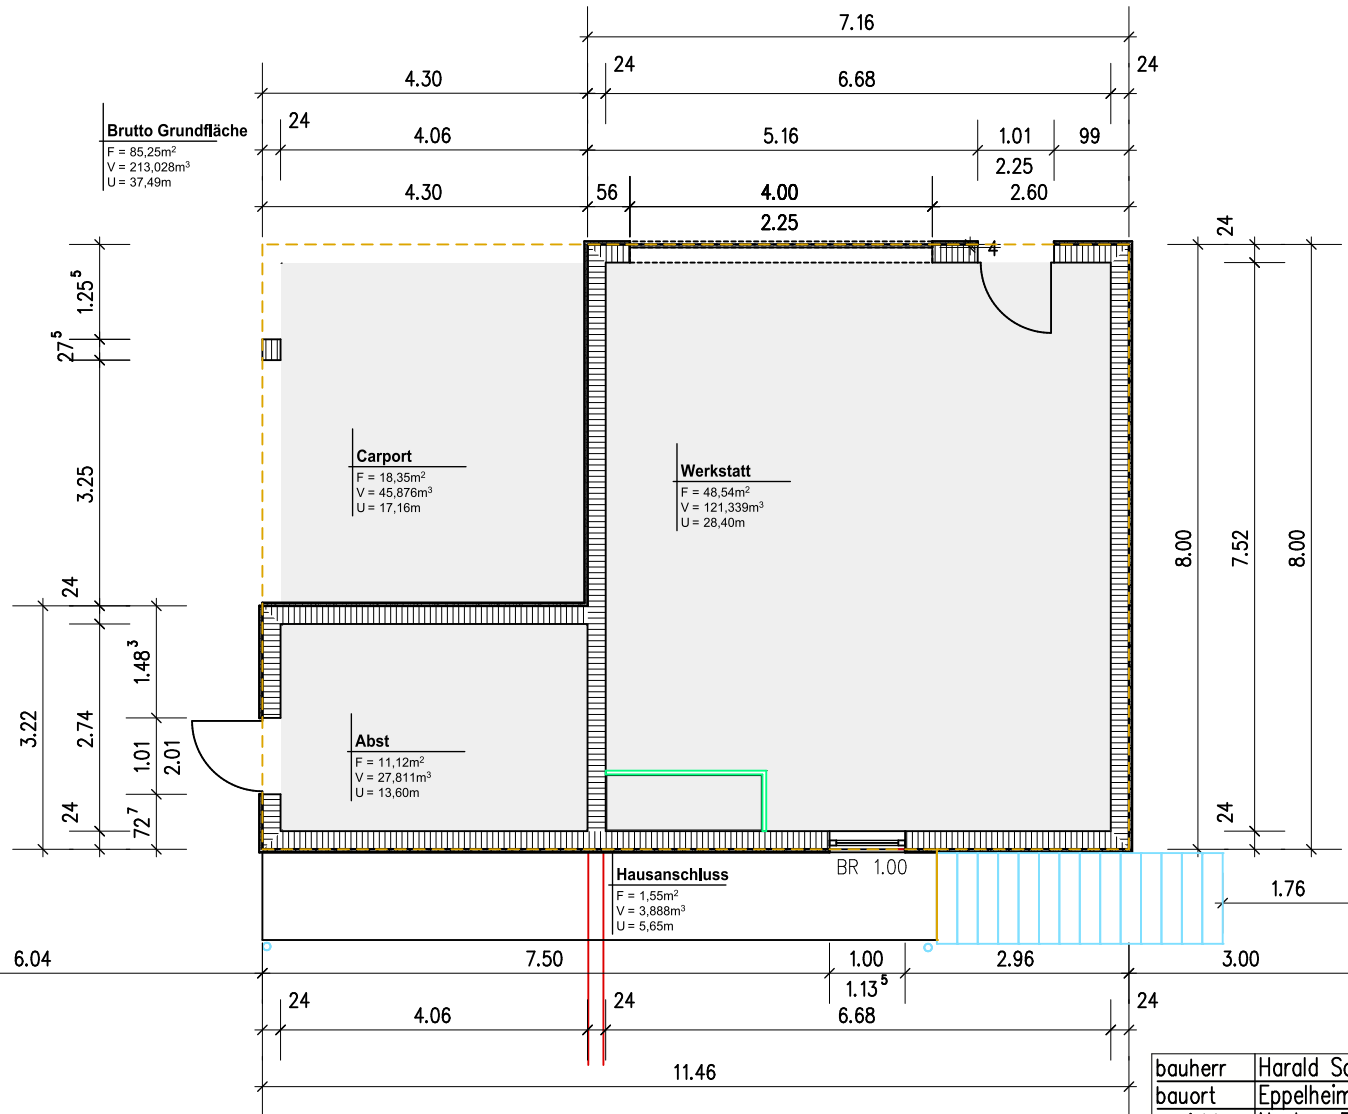 7.16
24
24
4.30
6.68
24
4.06
5.16
1.01
99
2.25
4.30
56
4.00
2.60
2.25
Brutto Grundfläche
F = 85,25m²
V = 213,028m³
U = 37,49m
24
4
1.25⁵
27⁵
3.25
24
Carport
F = 18,35m²
V = 45,876m³
U = 17,16m
Werkstatt
F = 48,54m²
V = 121,339m³
U = 28,40m
8.00
7.52
8.00
3.22
2.74
1.48³
1.01
2.01
24
72⁷
Abst
F = 11,12m²
V = 27,811m³
U = 13,60m
24
BR 1.00
Hausanschluss
F = 1,55m²
V = 3,888m³
U = 5,65m
1.76
6.04
7.50
1.00
2.96
3.00
1.13⁵
24
24
24
4.06
6.68
11.46
bauherr
Harald
bauort
Eppelheim